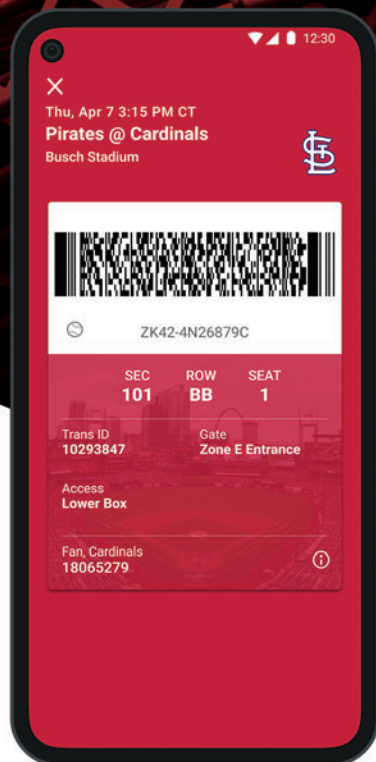 12:30
Thu, Apr 7 3:15 PM CT
Pirates @ Cardinals
Busch Stadium
STL
ZK42-4N26879C
SEC ROW SEAT
101 BB 1
Trans ID Gate
10293847 Zone E Entrance
Access
Lower Box
Fan, Cardinals
18065279